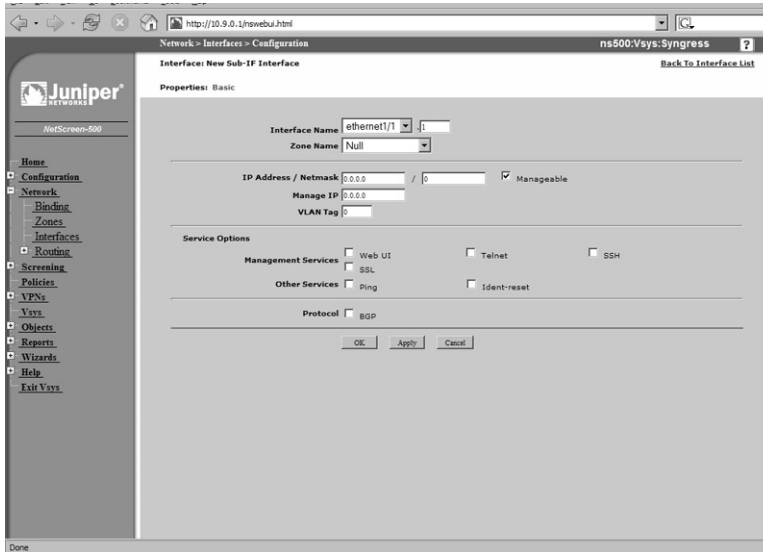 http://10.9.0.1/nswebui.html
G
Network > Interfaces > Configuration
ns500:Vsys:Syngress
?
Interface: New Sub-IF Interface
Back To Interface List
Juniper
NETWORKS
Properties: Basic
NetScreen-500
Interface Name ethernet1/1 .1
Zone Name Null
Home
Configuration
Network
Binding
Zones
Interfaces
Routing
Screening
Policies
VPNs
Vsys
Objects
Reports
Wizards
Help
Exit Vsys
IP Address / Netmask 0.0.0.0 / 0 Manageable
Manage IP 0.0.0.0
VLAN Tag 0
Service Options
Management Services Web UI Telnet SSH
SSL
Other Services Ping Ident-reset
Protocol BGP
OK Apply Cancel
Done